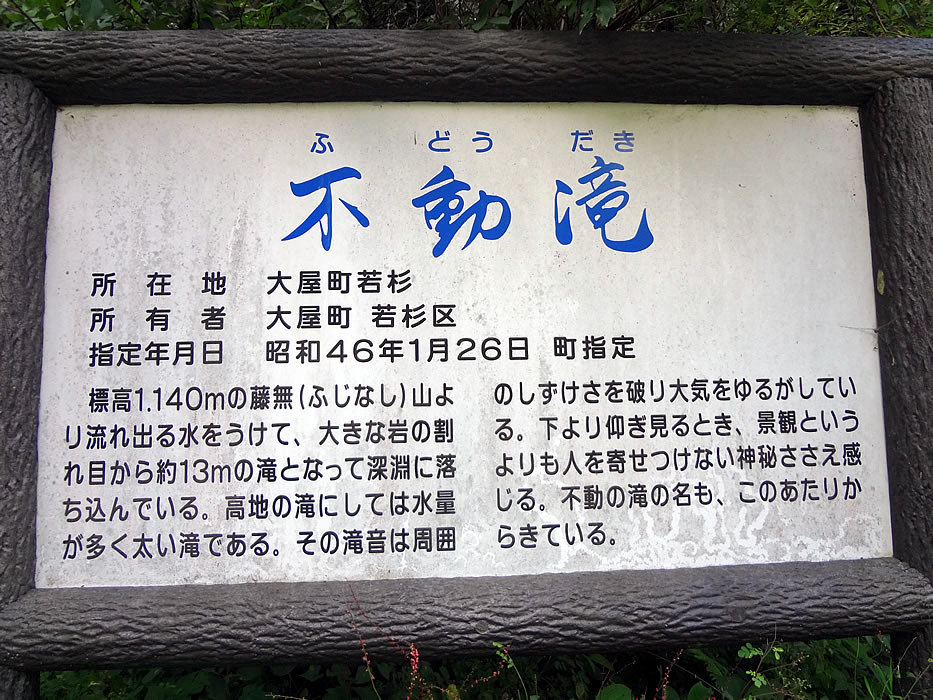 ふどうだき
不動滝
所在地 大屋町若杉
所有者 大屋町 若杉区
指定年月日 昭和46年1月26日 町指定
標高1.140mの藤無(ふじなし)山よ
り流れ出る水をうけて、大きな岩の割
れ目から約13mの滝となって深淵に落
ち込んでいる。高地の滝にしては水量
が多く太い滝である。その滝音は周囲
のしずけさを破り大気をゆるがしてい
る。下より仰ぎ見るとき、景観という
よりも人を寄せつけない神秘ささえ感
じる。不動の滝の名も、このあたりか
らきている。